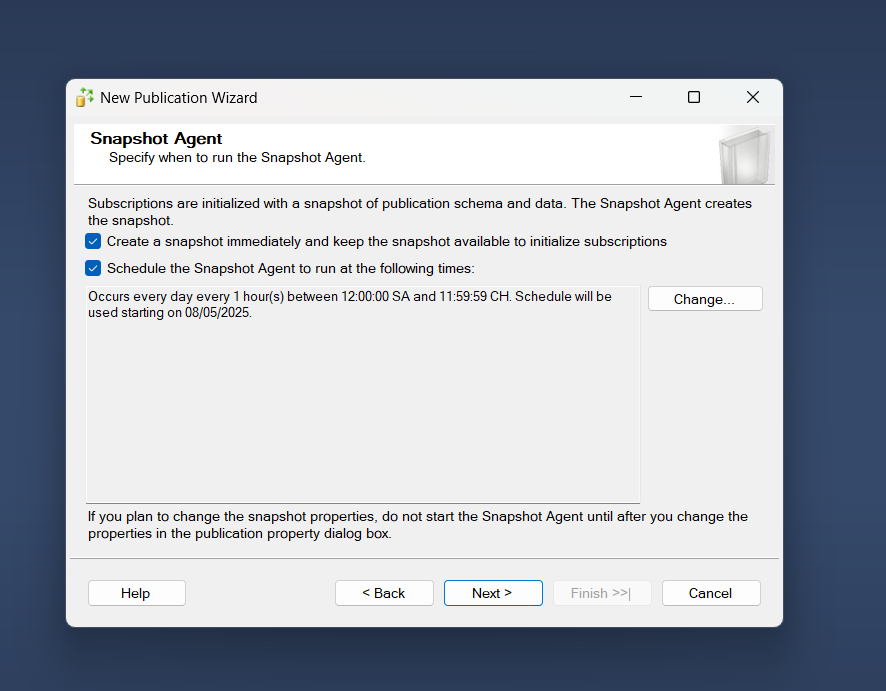 New Publication Wizard
Snapshot Agent
Specify when to run the Snapshot Agent.
Subscriptions are initialized with a snapshot of publication schema and data. The Snapshot Agent creates
the snapshot.
Create a snapshot immediately and keep the snapshot available to initialize subscriptions
Schedule the Snapshot Agent to run at the following times:
Occurs every day every 1 hour(s) between 12:00:00 SA and 11:59:59 CH. Schedule will be
used starting on 08/05/2025.
Change...
If you plan to change the snapshot properties, do not start the Snapshot Agent until after you change the
properties in the publication property dialog box.
Help
< Back
Next >
Finish >>|
Cancel